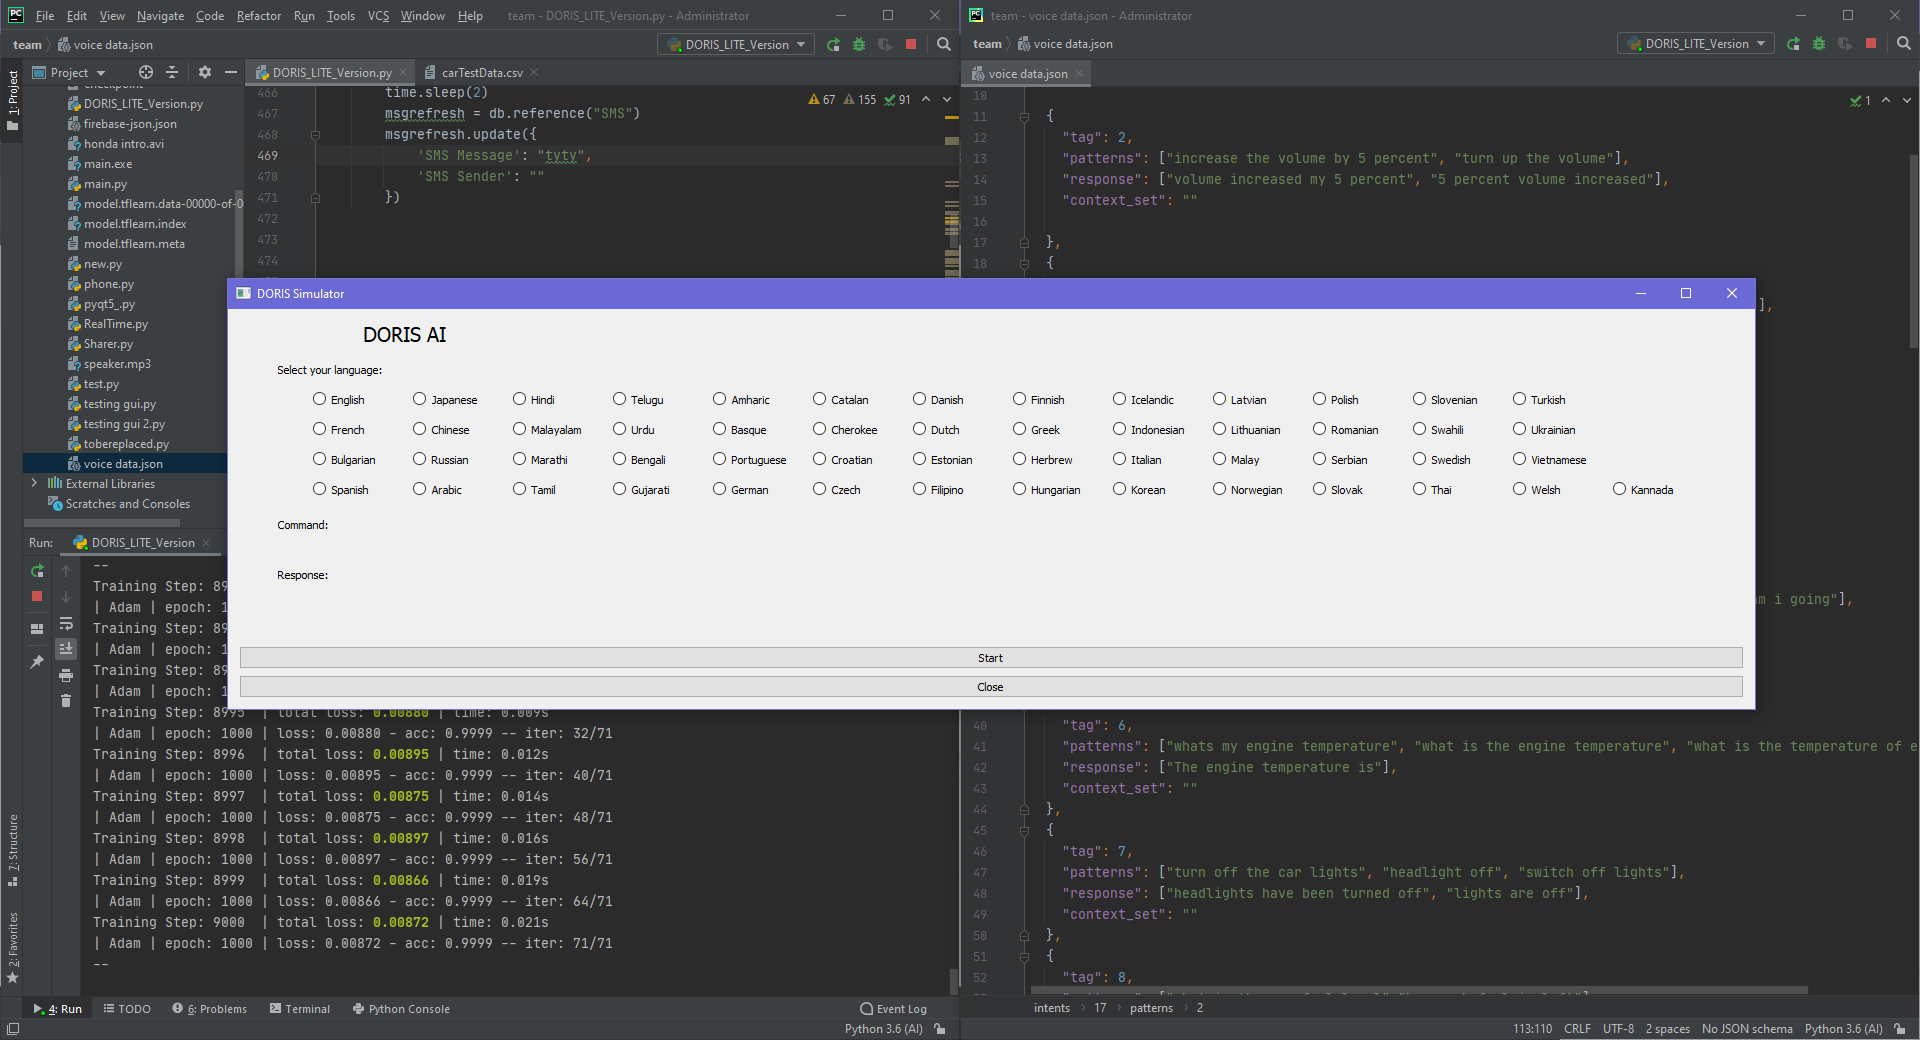 File Edit View Navigate Code Refactor Run Tools VCS Window Help team - DORIS_LITE_Version.py - Administrator
team voice data.json DORIS_LITE_Version
Project
DORIS_LITE_Version.py
carTestData.csv
1: Project
checkpoint
DORIS_LITE_Version.py
firebase-json.json
honda intro.avi
main.exe
main.py
model.tflearn.data-00000-of-0
model.tflearn.index
model.tflearn.meta
new.py
phone.py
pyqt5_.py
RealTime.py
Sharer.py
speaker.mp3
test.py
testing gui.py
testing gui 2.py
tobereplaced.py
voice data.json
External Libraries
Scratches and Consoles
67 155 91
466 time.sleep(2)
467 msgrefresh = db.reference("SMS")
468 msgrefresh.update({
469 'SMS Message': "tyty",
470 'SMS Sender': ""
471 })
472
473
474
team - voice data.json - Administrator
team voice data.json DORIS_LITE_Version
voice data.json
1
10
11 {
12 "tag": 2,
13 "patterns": ["increase the volume by 5 percent", "turn up the volume"],
14 "response": ["volume increased my 5 percent", "5 percent volume increased"],
15 "context_set": ""
16
17 },
18 {
],
DORIS Simulator
DORIS AI
Select your language:
English Japanese Hindi Telugu Amharic Catalan Danish Finnish Icelandic Latvian Polish Slovenian Turkish
French Chinese Malayalam Urdu Basque Cherokee Dutch Greek Indonesian Lithuanian Romanian Swahili Ukrainian
Bulgarian Russian Marathi Bengali Portuguese Croatian Estonian Herbrew Italian Malay Serbian Swedish Vietnamese
Spanish Arabic Tamil Gujarati German Czech Filipino Hungarian Korean Norwegian Slovak Thai Welsh Kannada
Command:
Response:
Start
Close
i going"],
Run: DORIS_LITE_Version
--
Training Step: 89
| Adam | epoch: 1
Training Step: 89
| Adam | epoch: 1
Training Step: 89
| Adam | epoch: 1
Training Step: 8995 | total loss: 0.00880 | time: 0.009s
| Adam | epoch: 1000 | loss: 0.00880 - acc: 0.9999 -- iter: 32/71
Training Step: 8996 | total loss: 0.00895 | time: 0.012s
| Adam | epoch: 1000 | loss: 0.00895 - acc: 0.9999 -- iter: 40/71
Training Step: 8997 | total loss: 0.00875 | time: 0.014s
| Adam | epoch: 1000 | loss: 0.00875 - acc: 0.9999 -- iter: 48/71
Training Step: 8998 | total loss: 0.00897 | time: 0.016s
| Adam | epoch: 1000 | loss: 0.00897 - acc: 0.9999 -- iter: 56/71
Training Step: 8999 | total loss: 0.00866 | time: 0.019s
| Adam | epoch: 1000 | loss: 0.00866 - acc: 0.9999 -- iter: 64/71
Training Step: 9000 | total loss: 0.00872 | time: 0.021s
| Adam | epoch: 1000 | loss: 0.00872 - acc: 0.9999 -- iter: 71/71
--
7: Structure
2: Favorites
40 "tag": 6,
41 "patterns": ["whats my engine temperature", "what is the engine temperature", "what is the temperature of e
42 "response": ["The engine temperature is"],
43 "context_set": ""
44 },
45 {
46 "tag": 7,
47 "patterns": ["turn off the car lights", "headlight off", "switch off lights"],
48 "response": ["headlights have been turned off", "lights are off"],
49 "context_set": ""
50 },
51 {
52 "tag": 8,
4: Run TODO 6: Problems Terminal Python Console Event Log
Python 3.6 (AI)
intents 17 patterns 2
113:110 CRLF UTF-8 2 spaces No JSON schema Python 3.6 (AI)